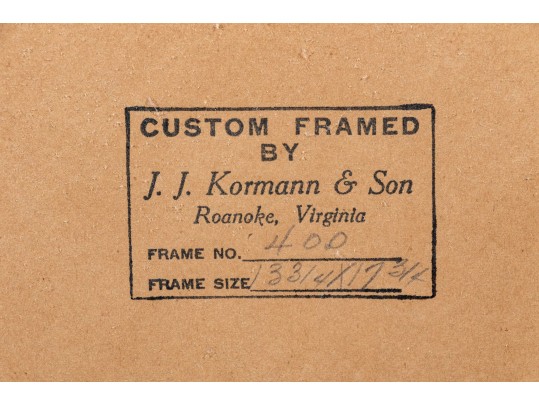 CUSTOM FRAMED
BY
J. J. Kormann & Son
Roanoke, Virginia
FRAME NO. 400
FRAME SIZE 13 3/4 X 17 3/4